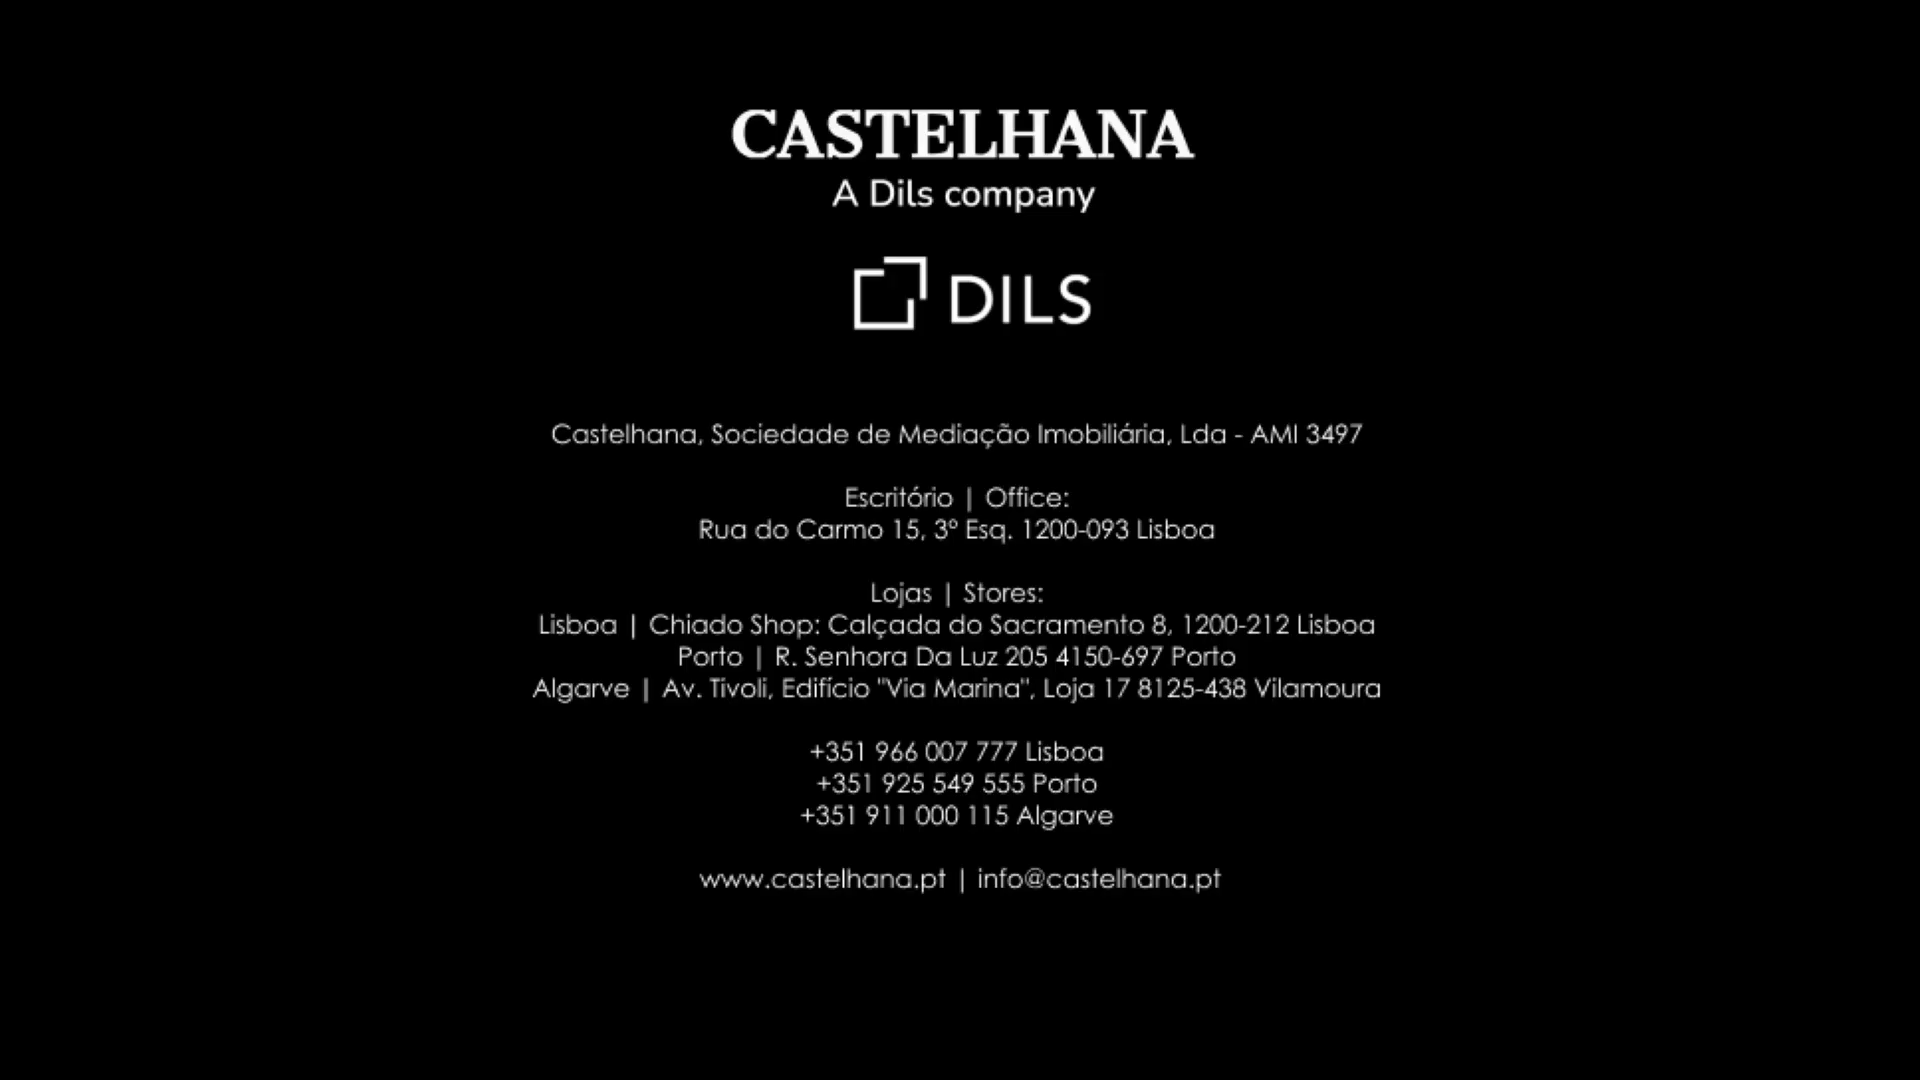 CASTELHANA
A Dils company
DILS
Castelhana, Sociedade de Mediação Imobiliária, Lda - AMI 3497
Escritório | Office:
Rua do Carmo 15, 3º Esq. 1200-093 Lisboa
Lojas | Stores:
Lisboa | Chiado Shop: Calçada do Sacramento 8, 1200-212 Lisboa
Porto | R. Senhora Da Luz 205 4150-697 Porto
Algarve | Av. Tivoli, Edifício "Via Marina", Loja 17 8125-438 Vilamoura
+351 966 007 777 Lisboa
+351 925 549 555 Porto
+351 911 000 115 Algarve
www.castelhana.pt | info@castelhana.pt